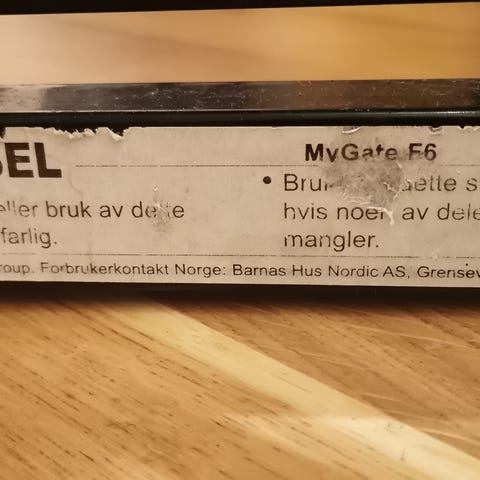 SEL
eller bruk av dette
farlig.
MyGate F6
• Bruk dette s
hvis noen av dele
mangler.
roup. Forbrukerkontakt Norge: Barnas Hus Nordic AS, Grensev